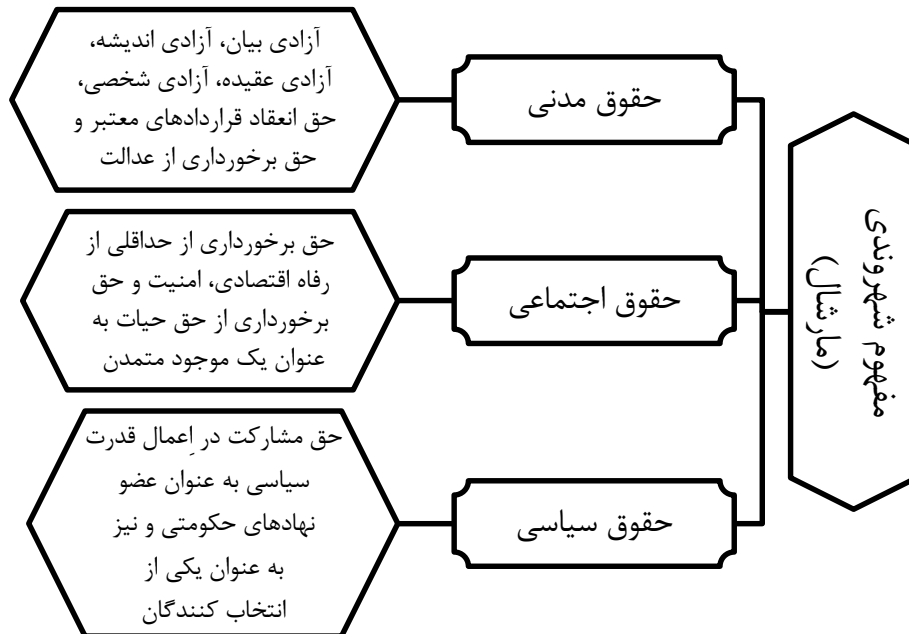 مفهوم شهروندی
(مارشال)
حقوق مدنی
آزادی بیان، آزادی اندیشه،
آزادی عقیده، آزادی شخصی،
حق انعقاد قراردادهای معتبر و
حق برخورداری از عدالت
حقوق اجتماعی
حق برخورداری از حداقلی از
رفاه اقتصادی، امنیت و حق
برخورداری از حق حیات به
عنوان یک موجود متمدن
حقوق سیاسی
حق مشارکت در اِعمال قدرت
سیاسی به عنوان عضو
نهادهای حکومتی و نیز
به عنوان یکی از
انتخاب کنندگان